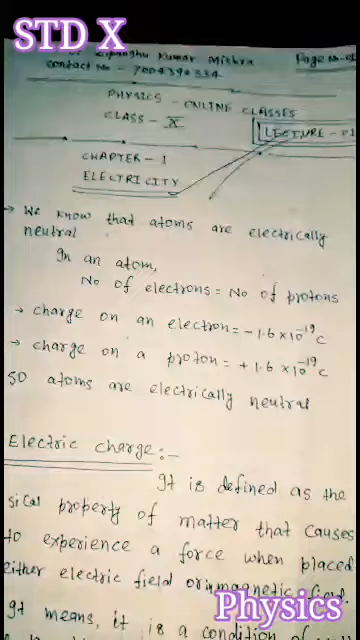 STD X
Kumar Mishra
Page No-
Contact No - 7004390334
PHYSICS - ONLINE CLASSES
CLASS - X
LECTURE - 01
CHAPTER - 1
ELECTRICITY
→ We know that atoms are electrically
neutral
In an atom,
No of electrons = No of protons
→ charge on an electron = -1.6 × 10⁻¹⁹ C
→ charge on a proton = + 1.6 × 10⁻¹⁹ C
SO atoms are electrically neutral
Electric charge :-
It is defined as the
sical property of matter that causes
to experience a force when placed
either electric field or magnetic field.
It means, it is a condition of
Physics